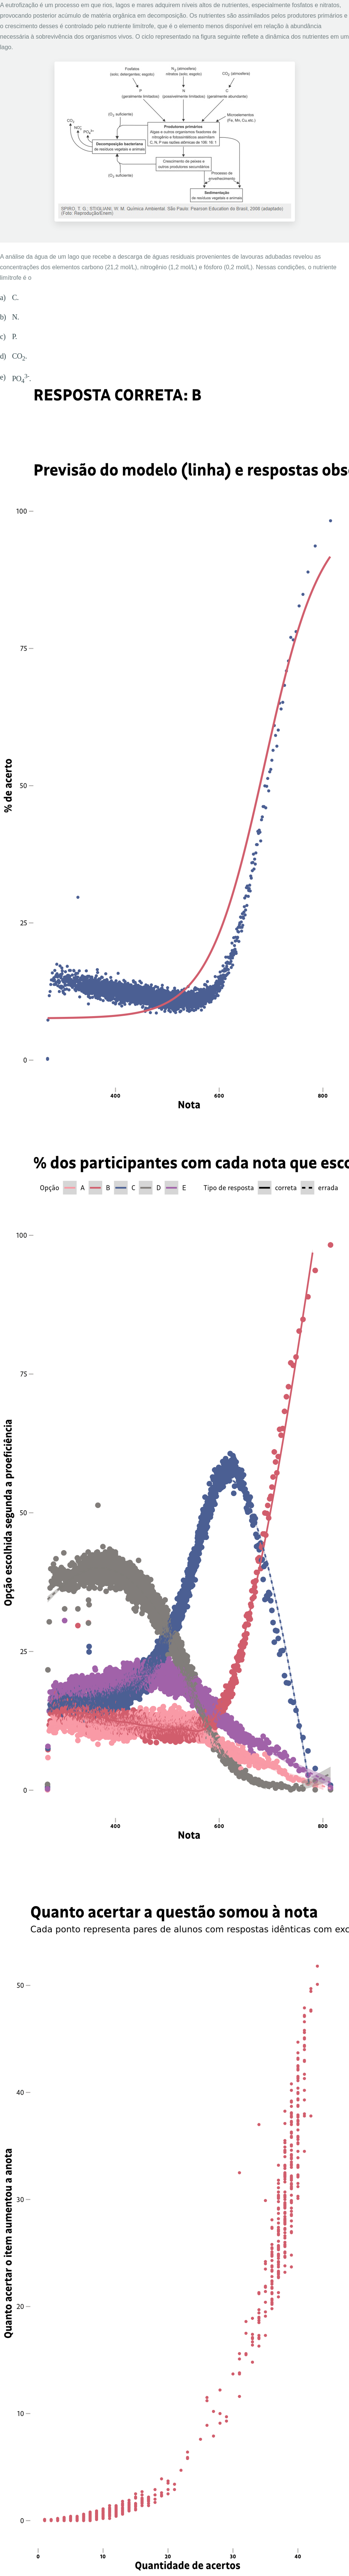 A eutrofização é um processo em que rios, lagos e mares adquirem níveis altos de nutrientes, especialmente fosfatos e nitratos,
provocando posterior acúmulo de matéria orgânica em decomposição. Os nutrientes são assimilados pelos produtores primários e
o crescimento desses é controlado pelo nutriente limítrofe, que é o elemento menos disponível em relação à abundância
necessária à sobrevivência dos organismos vivos. O ciclo representado na figura seguinte reflete a dinâmica dos nutrientes em um
lago.
Fosfatos
(solo, detergentes, esgoto)
N2 (atmosfera)
nitratos (solo, esgoto)
CO2 (atmosfera)
P
(geralmente limitados)
N
(possivelmente limitados)
C
(geralmente abundante)
(O2 suficiente)
CO2
NO3-
PO43-
Microelementos
(Fe, Mn, Cu etc.)
Produtores primários
Algas e outros organismos fixadores de
nitrogênio e fotossintéticos assimilam
C, N, P nas razões atômicas de 106: 16: 1
Decomposição bacteriana
de resíduos vegetais e animais
Crescimento de peixes e
outros produtores secundários
(O2 suficiente)
Processo de
envelhecimento
Sedimentação
de resíduos vegetais e animais
SPIRO, T. G.; STIGLIANI, W. M. Química Ambiental. São Paulo: Pearson Education do Brasil, 2008 (adaptado).
(Foto: Reprodução/Enem)
A análise da água de um lago que recebe a descarga de águas residuais provenientes de lavouras adubadas revelou as
concentrações dos elementos carbono (21,2 mol/L), nitrogênio (1,2 mol/L) e fósforo (0,2 mol/L). Nessas condições, o nutriente
limítrofe é o
a) C.
b) N.
c) P.
d) CO2.
e) PO43-.
RESPOSTA CORRETA: B
Previsão do modelo (linha) e respostas obs
100
75
50
25
0
% de acerto
400 600 800
Nota
% dos participantes com cada nota que esco
Opção A B C D E Tipo de resposta correta errada
100
75
50
25
0
Opção escolhida segunda a proeficiência
400 600 800
Nota
Quanto acertar a questão somou à nota
Cada ponto representa pares de alunos com respostas idênticas com exc
50
40
30
20
10
0
Quanto acertar o item aumentou a anota
0 10 20 30 40
Quantidade de acertos